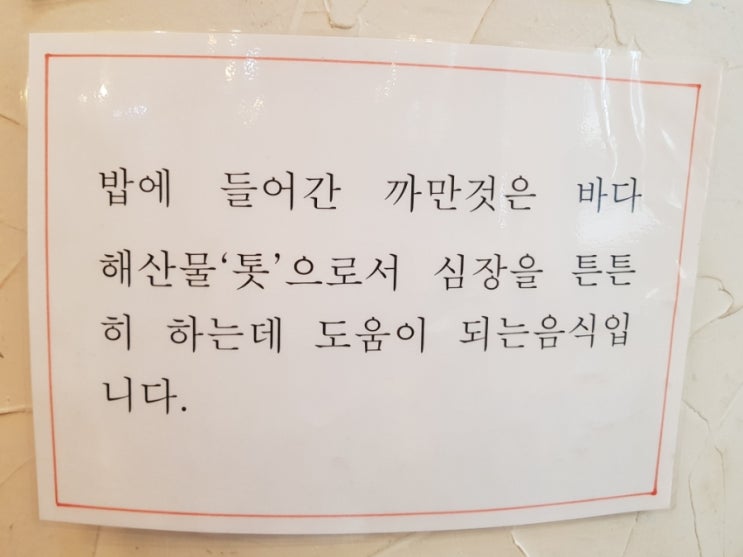 밥에 들어간 까만것은 바다
해산물‘톳’으로서 심장을 튼튼
히 하는데 도움이 되는음식입
니다.